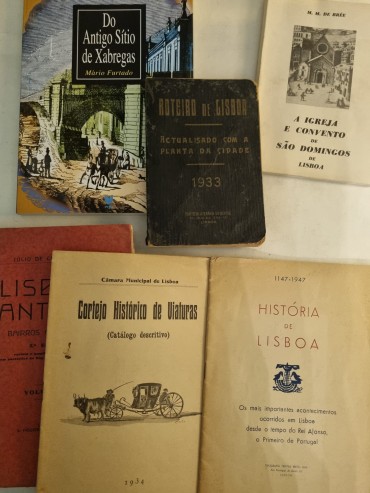 Do
Antigo Sítio
de Xabregas
Mário Furtado
ROTEIRO DE LISBOA
ACTUALISADO COM A
PLANTA DA CIDADE
1933
M. M. DE BRÉE
A IGREJA
E CONVENTO
DE
SÃO DOMINGOS
DE
LISBOA
JULIO DE
LISB
ANT
BAIRROS
Câmara Municipal de Lisboa
Cortejo Histórico de Viaturas
(Catálogo descritivo)
1934
1147-1947
HISTÓRIA
DE
LISBOA
Os mais importantes acontecimentos
ocorridos em Lisboa
desde o tempo do Rei Afonso,
o Primeiro de Portugal